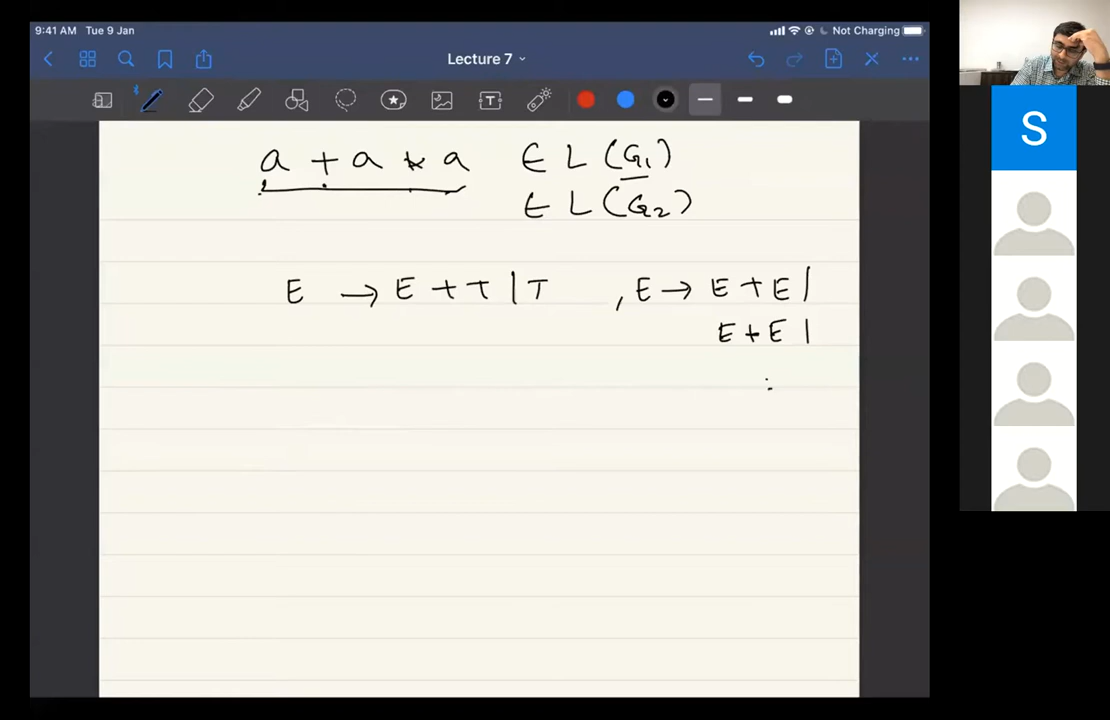 9:41 AM Tue 9 Jan
Not Charging
Lecture 7
a + a * a ∈ L (G₁)
∈ L (G₂)
E → E + T | T , E → E + E |
E + E |
:
S